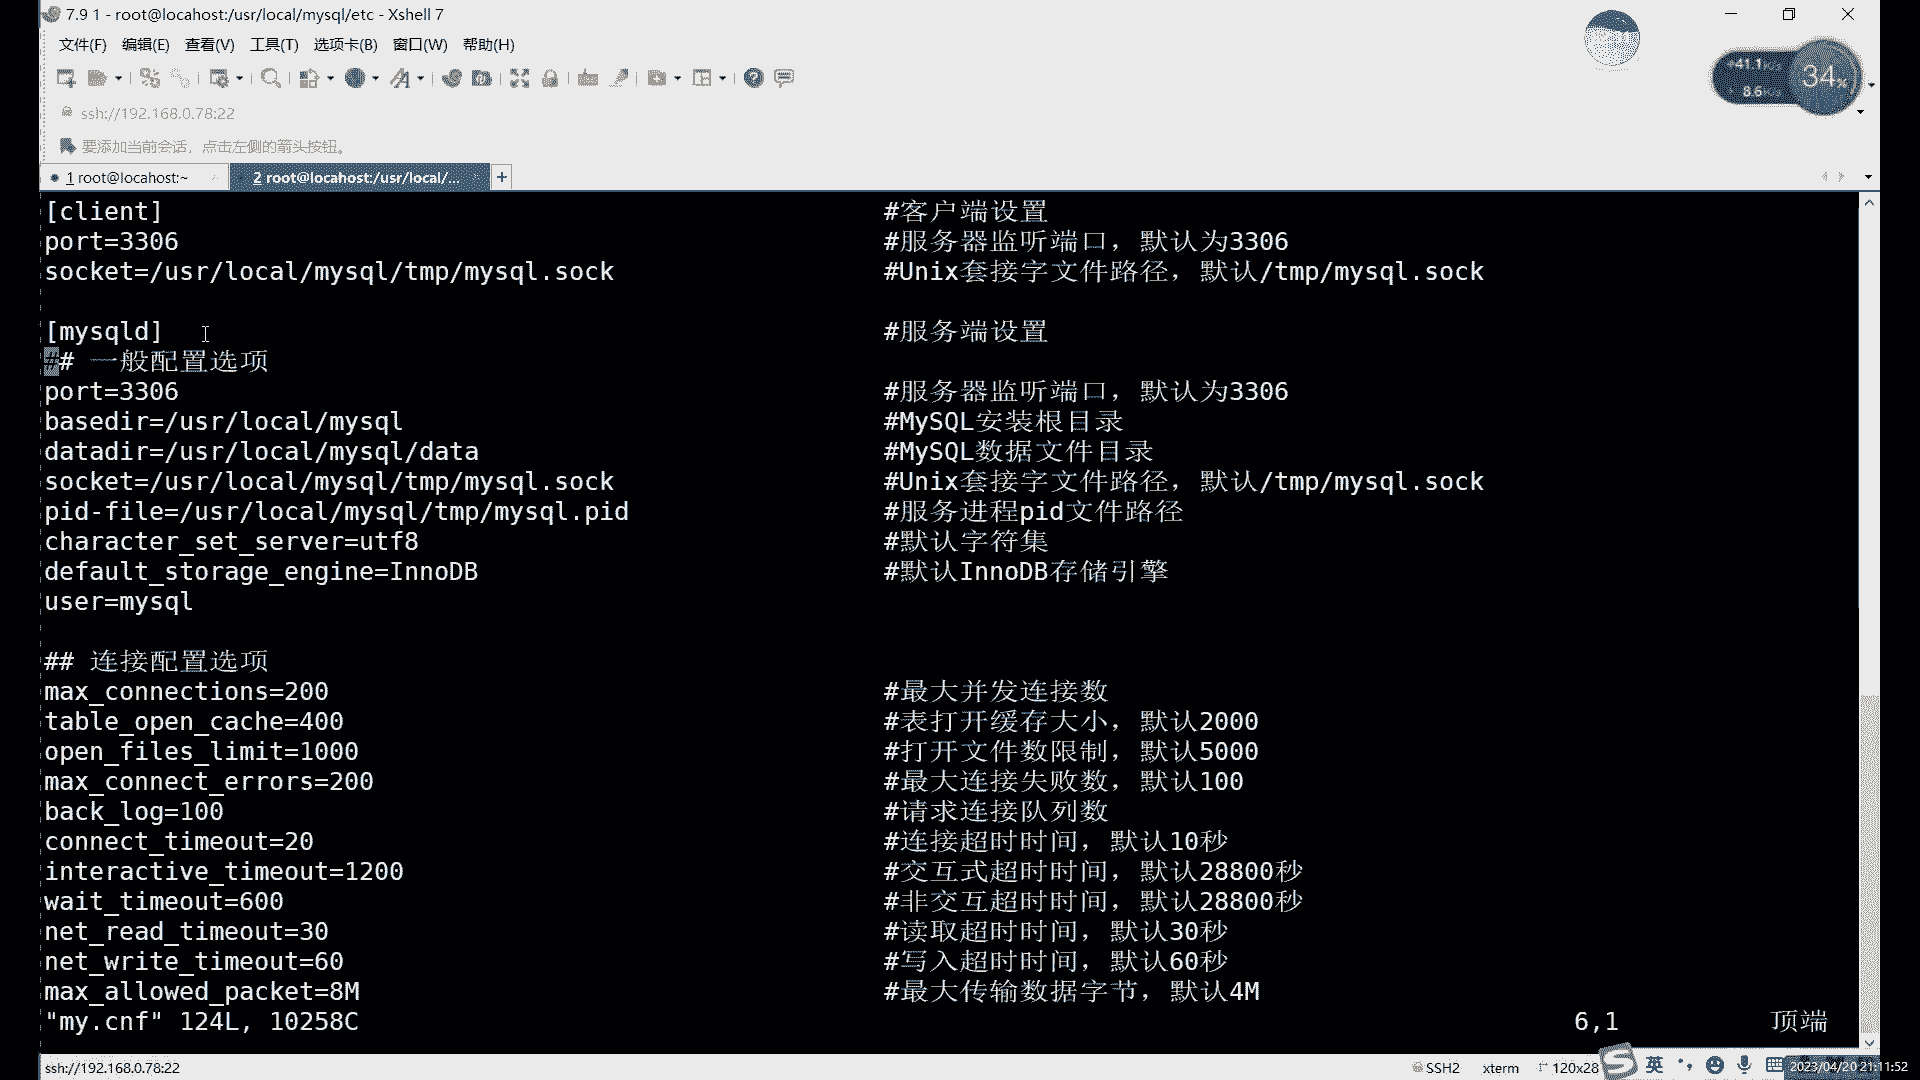 7.9 1 - root@locahost:/usr/local/mysql/etc - Xshell 7
文件(F) 编辑(E) 查看(V) 工具(T) 选项卡(B) 窗口(W) 帮助(H)
+41.1K/s
8.6K/s
34%
ssh://192.168.0.78:22
要添加当前会话，点击左侧的箭头按钮。
1 root@locahost:~
2 root@locahost:/usr/local/...
[client] #客户端设置
port=3306 #服务器监听端口，默认为3306
socket=/usr/local/mysql/tmp/mysql.sock #Unix套接字文件路径，默认/tmp/mysql.sock
[mysqld] #服务端设置
## 一般配置选项
port=3306 #服务器监听端口，默认为3306
basedir=/usr/local/mysql #MySQL安装根目录
datadir=/usr/local/mysql/data #MySQL数据文件目录
socket=/usr/local/mysql/tmp/mysql.sock #Unix套接字文件路径，默认/tmp/mysql.sock
pid-file=/usr/local/mysql/tmp/mysql.pid #服务进程pid文件路径
character_set_server=utf8 #默认字符集
default_storage_engine=InnoDB #默认InnoDB存储引擎
user=mysql
## 连接配置选项
max_connections=200 #最大并发连接数
table_open_cache=400 #表打开缓存大小，默认2000
open_files_limit=1000 #打开文件数限制，默认5000
max_connect_errors=200 #最大连接失败数，默认100
back_log=100 #请求连接队列数
connect_timeout=20 #连接超时时间，默认10秒
interactive_timeout=1200 #交互式超时时间，默认28800秒
wait_timeout=600 #非交互超时时间，默认28800秒
net_read_timeout=30 #读取超时时间，默认30秒
net_write_timeout=60 #写入超时时间，默认60秒
max_allowed_packet=8M #最大传输数据字节，默认4M
"my.cnf" 124L, 10258C 6,1 顶端
ssh://192.168.0.78:22 SSH2 xterm 120x28 英 2023/04/20 21:11:52